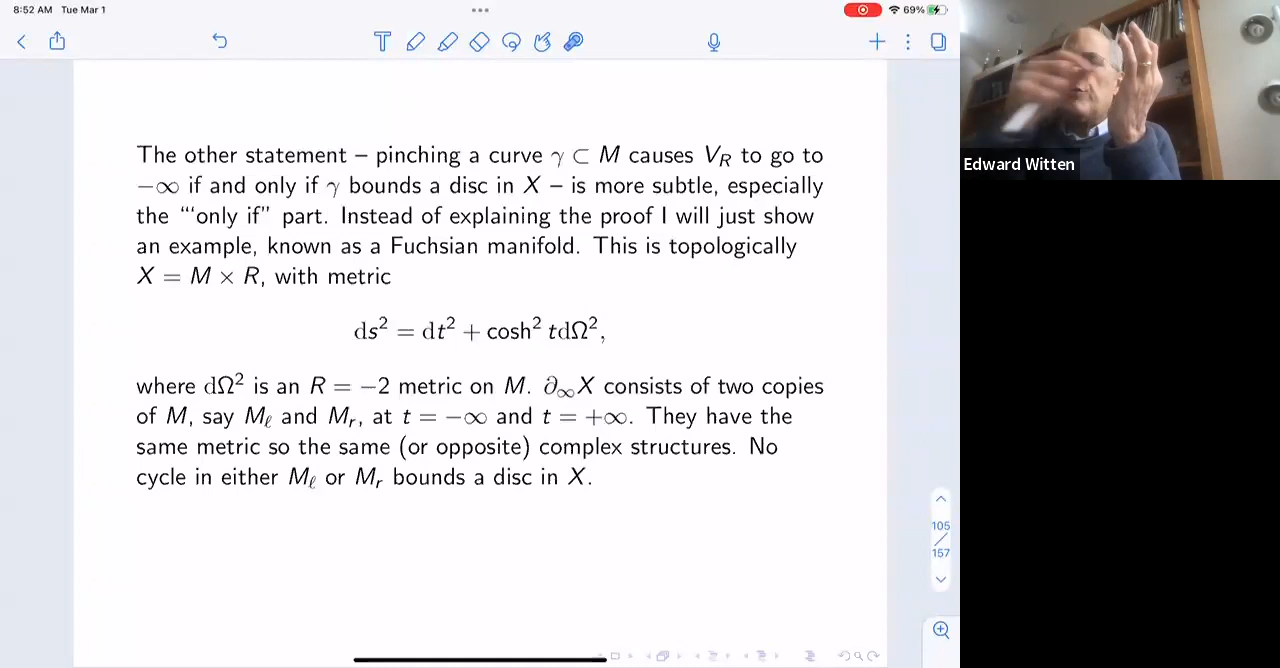 8:52 AM Tue Mar 1
69%
Edward Witten
The other statement – pinching a curve γ ⊂ M causes V_R to go to
−∞ if and only if γ bounds a disc in X – is more subtle, especially
the “‘only if” part. Instead of explaining the proof I will just show
an example, known as a Fuchsian manifold. This is topologically
X = M × R, with metric
ds² = dt² + cosh² t dΩ²,
where dΩ² is an R = −2 metric on M. ∂∞X consists of two copies
of M, say M_ℓ and M_r, at t = −∞ and t = +∞. They have the
same metric so the same (or opposite) complex structures. No
cycle in either M_ℓ or M_r bounds a disc in X.
105
157